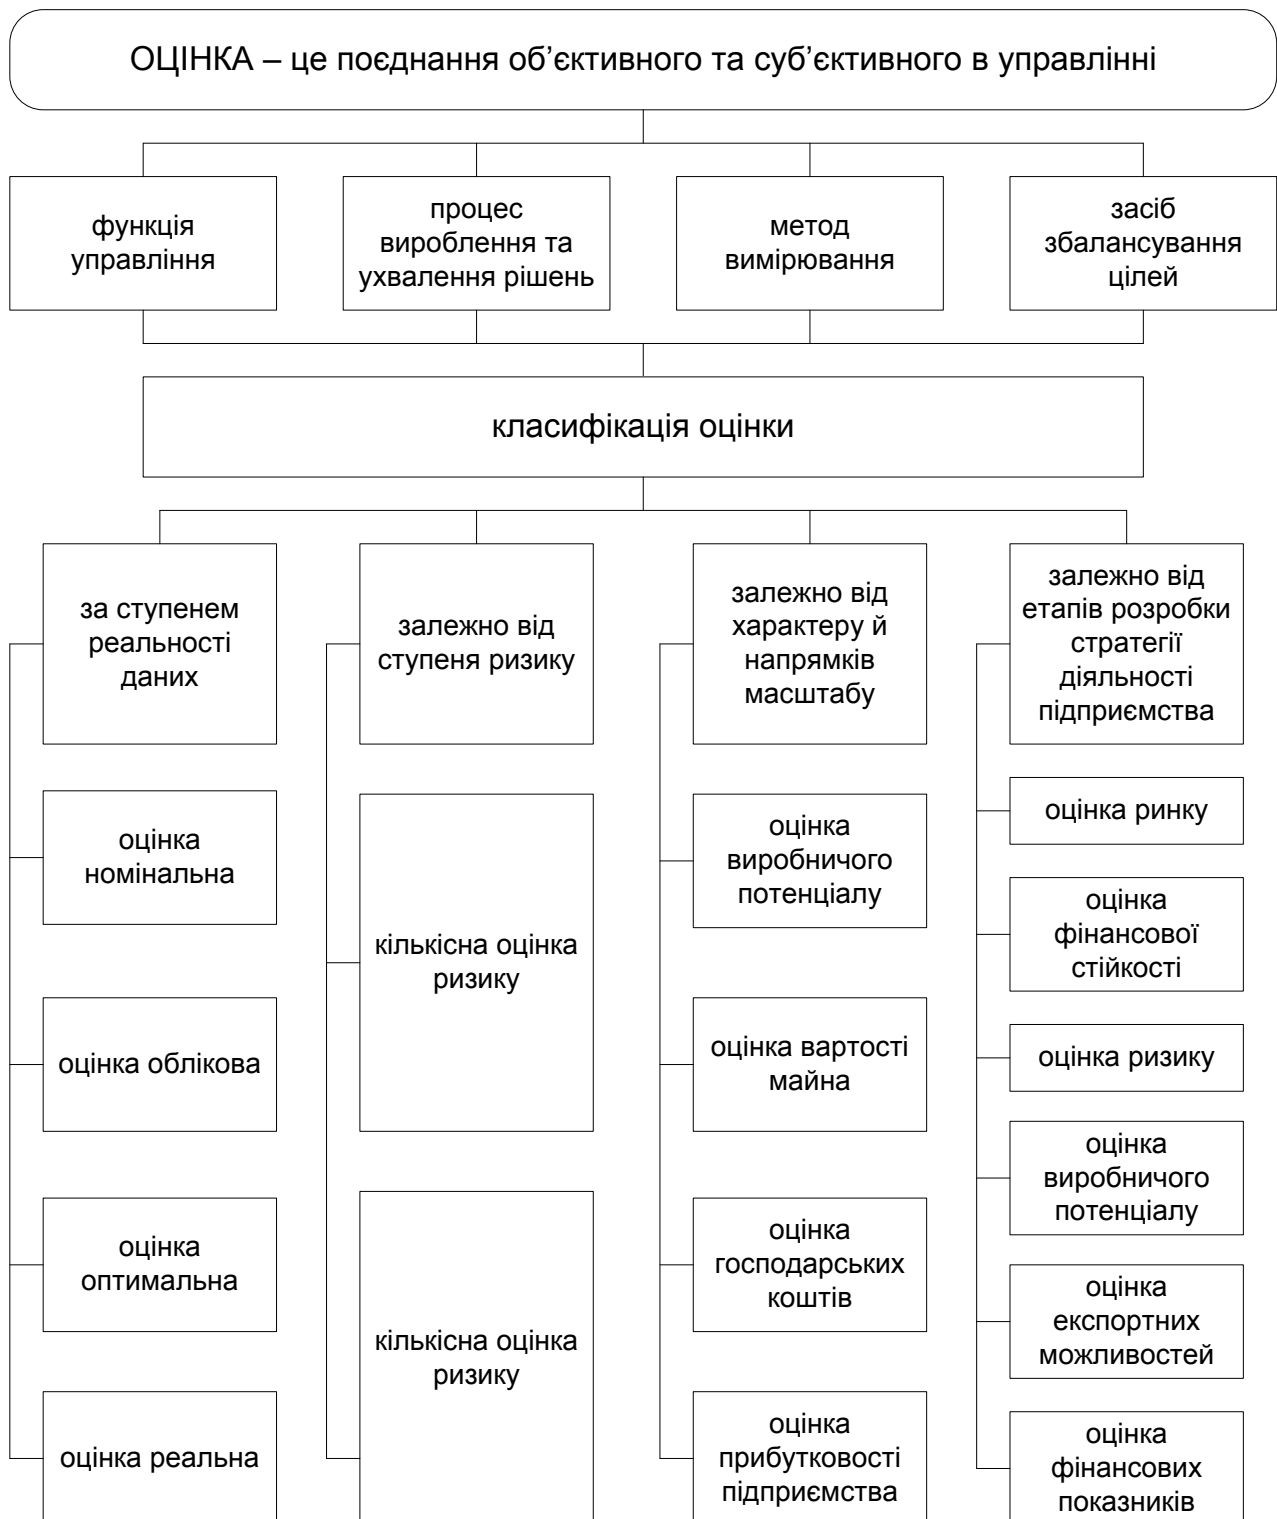 ОЦІНКА – це поєднання об’єктивного та суб’єктивного в управлінні
функція
управління
процес
вироблення та
ухвалення рішень
метод
вимірювання
засіб
збалансування
цілей
класифікація оцінки
за ступенем
реальності
даних
оцінка
номінальна
оцінка облікова
оцінка
оптимальна
оцінка реальна
залежно від
ступеня ризику
кількісна оцінка
ризику
кількісна оцінка
ризику
залежно від
характеру й
напрямків
масштабу
оцінка
виробничого
потенціалу
оцінка вартості
майна
оцінка
господарських
коштів
оцінка
прибутковості
підприємства
залежно від
етапів розробки
стратегії
діяльності
підприємства
оцінка ринку
оцінка
фінансової
стійкості
оцінка ризику
оцінка
виробничого
потенціалу
оцінка
експортних
можливостей
оцінка
фінансових
показників